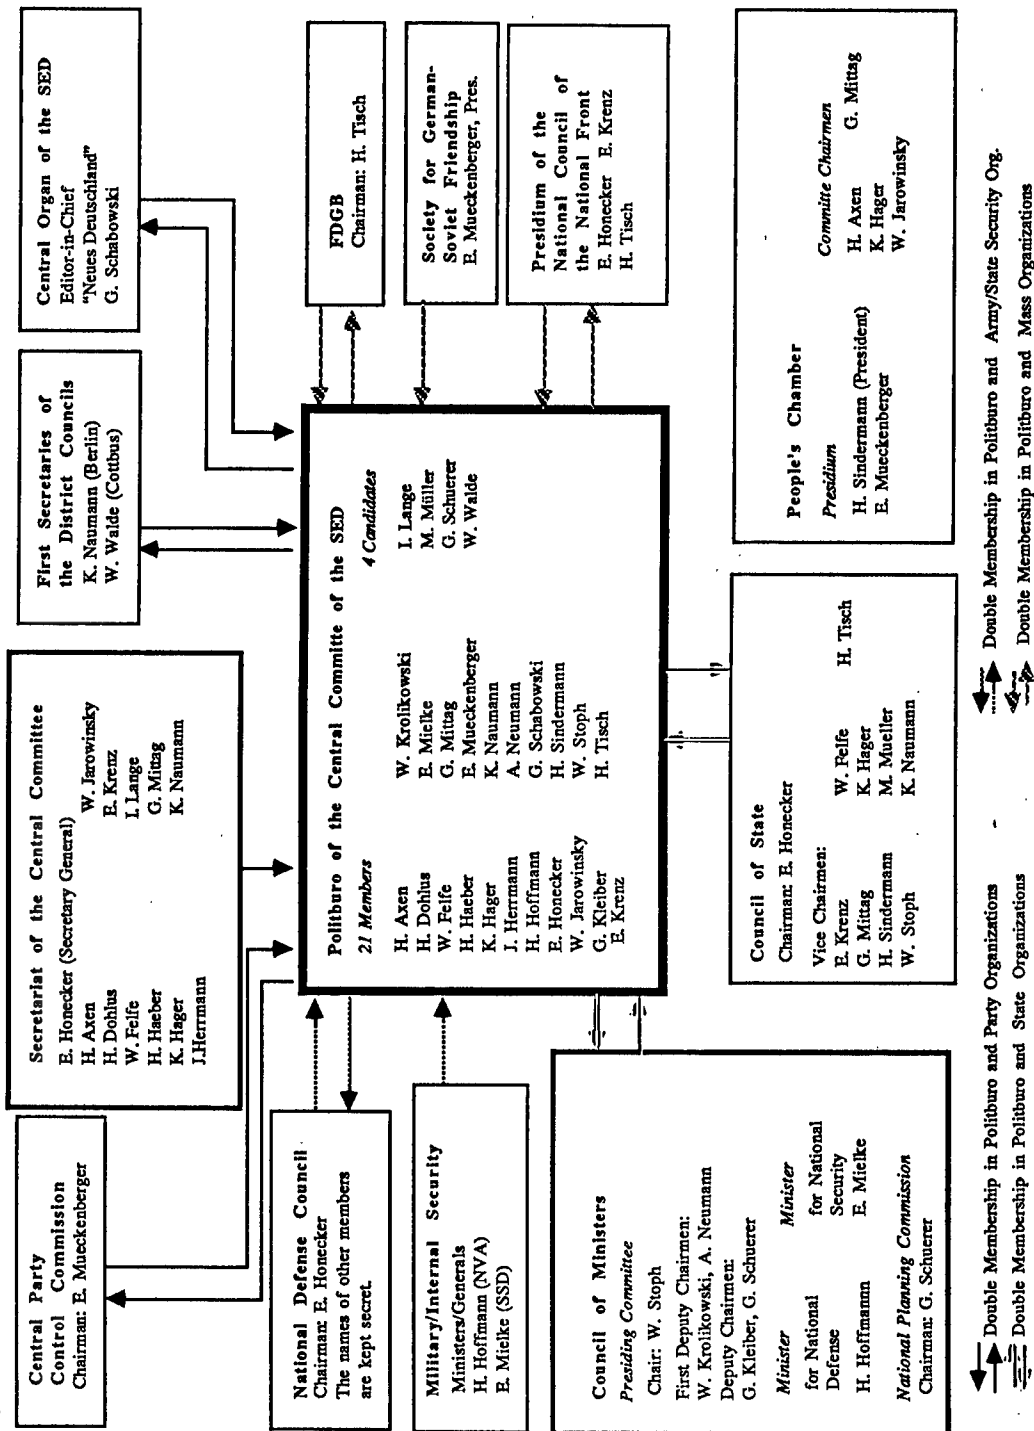 Central Party
Control Commission
Chairman: E. Mueckenberger
Secretariat of the Central Committee
E. Honecker (Secretary General)
H. Axen
H. Dohlus
W. Felfe
H. Haeber
K. Hager
J.Herrmann
W. Jarowinsky
E. Krenz
I. Lange
G. Mittag
K. Naumann
First Secretaries of
the District Councils
K. Naumann (Berlin)
W. Walde (Cottbus)
Central Organ of the SED
Editor-in-Chief
"Neues Deutschland"
G. Schabowski
National Defense Council
Chairman: E. Honecker
The names of other members
are kept secret.
Military/Internal Security
Ministers/Generals
H. Hoffmann (NVA)
E. Mielke (SSD)
Politburo of the Central Committe of the SED
21 Members
H. Axen
H. Dohlus
W. Felfe
H. Haeber
K. Hager
J. Herrmann
H. Hoffmann
E. Honecker
W. Jarowinsky
G. Kleiber
E. Krenz
W. Krolikowski
E. Mielke
G. Mittag
E. Mueckenberger
K. Naumann
A. Neumann
G. Schabowski
H. Sindermann
W. Stoph
H. Tisch
4 Candidates
I. Lange
M. Müller
G. Schuerer
W. Walde
FDGB
Chairman: H. Tisch
Society for German-
Soviet Friendship
E. Mueckenberger, Pres.
Presidium of the
National Council of
the National Front
E. Honecker E. Krenz
H. Tisch
Council of Ministers
Presiding Committee
Chair: W. Stoph
First Deputy Chairmen:
W. Krolikowski, A. Neumann
Deputy Chairmen:
G. Kleiber, G. Schuerer
Minister
for National
Defense
H. Hoffmannn
Minister
for National
Security
E. Mielke
National Planning Commission
Chairman: G. Schuerer
Council of State
Chairman: E. Honecker
Vice Chairmen:
E. Krenz
G. Mittag
H. Sindermann
W. Stoph
W. Felfe
K. Hager
M. Mueller
K. Naumann
H. Tisch
People's Chamber
Presidium
H. Sindermann (President)
E. Mueckenberger
Committe Chairmen
H. Axen
K. Hager
W. Jarowinsky
G. Mittag
Double Membership in Politburo and Party Organizations
Double Membership in Politburo and Army/State Security Org.
Double Membership in Politburo and State Organizations
Double Membership in Politburo and Mass Organizations